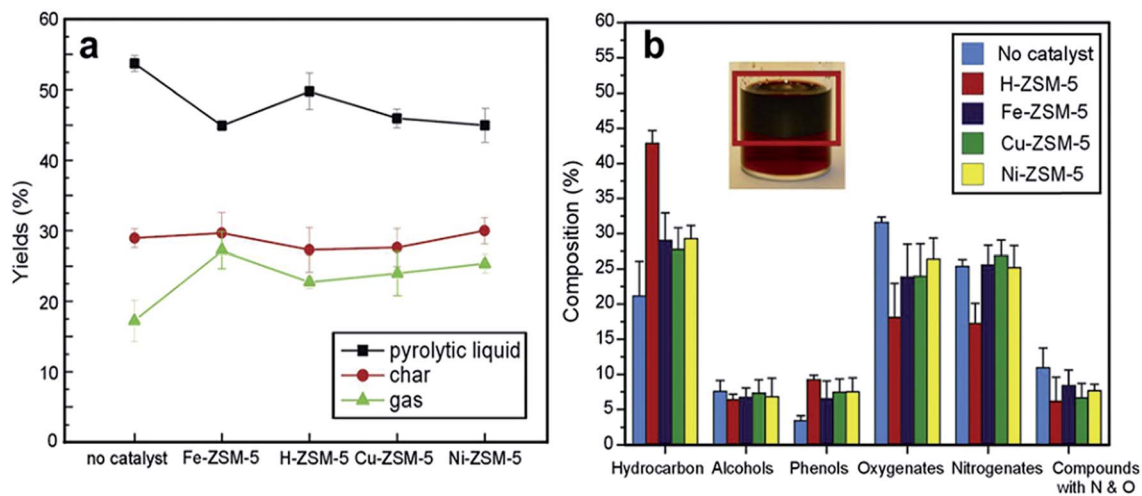 a
Yields (%)
60
50
40
30
20
10
0
pyrolytic liquid
char
gas
no catalyst Fe-ZSM-5 H-ZSM-5 Cu-ZSM-5 Ni-ZSM-5
b
Composition (%)
60
55
50
45
40
35
30
25
20
15
10
5
0
No catalyst
H-ZSM-5
Fe-ZSM-5
Cu-ZSM-5
Ni-ZSM-5
Hydrocarbon Alcohols Phenols Oxygenates Nitrogenates Compounds
with N & O